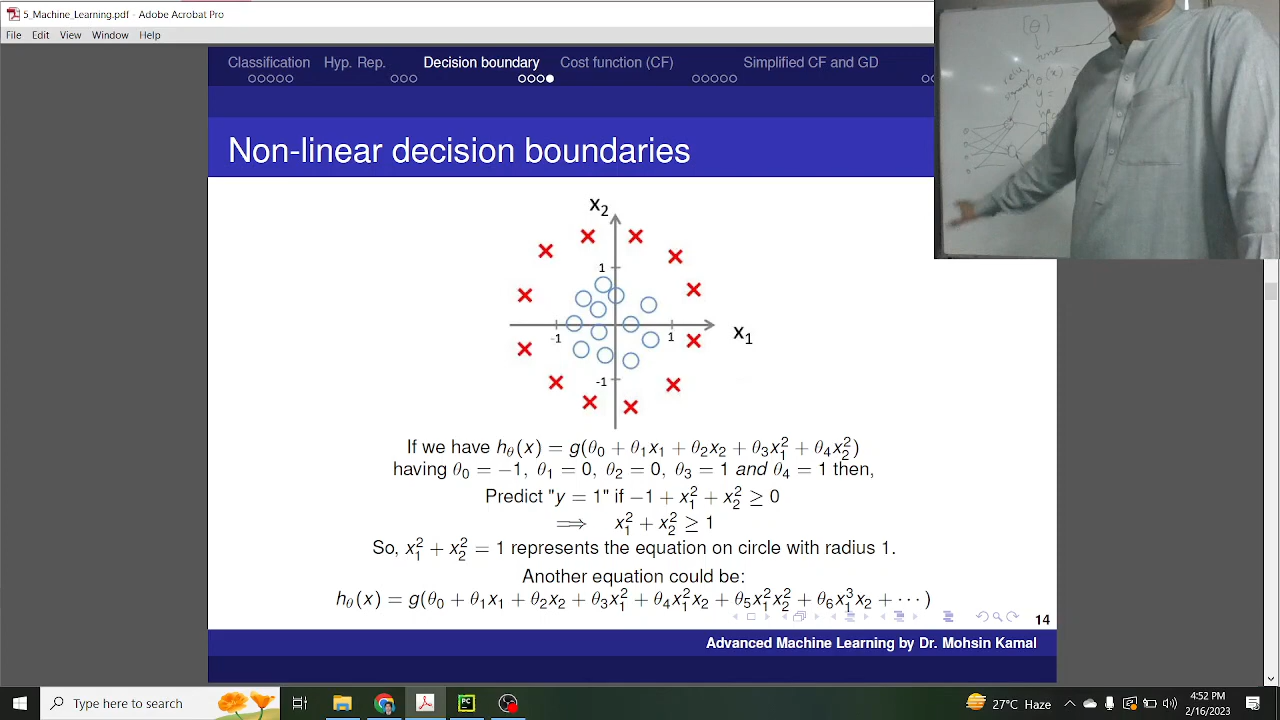 5_Machine_Learning.pdf - Adobe Acrobat Pro
File Edit View Window Help
Classification Hyp. Rep. Decision boundary Cost function (CF) Simplified CF and GD
Non-linear decision boundaries
x₂
1
-1 1 x₁
-1
If we have hθ(x) = g(θ₀ + θ₁x₁ + θ₂x₂ + θ₃x₁² + θ₄x₂²)
having θ₀ = −1, θ₁ = 0, θ₂ = 0, θ₃ = 1 and θ₄ = 1 then,
Predict "y = 1" if −1 + x₁² + x₂² ≥ 0
⟹ x₁² + x₂² ≥ 1
So, x₁² + x₂² = 1 represents the equation on circle with radius 1.
Another equation could be:
hθ(x) = g(θ₀ + θ₁x₁ + θ₂x₂ + θ₃x₁² + θ₄x₁²x₂ + θ₅x₁²x₂² + θ₆x₁³x₂ + ···)
14
Advanced Machine Learning by Dr. Mohsin Kamal
Type here to search
27°C Haze
4:52 PM
2/16/2023